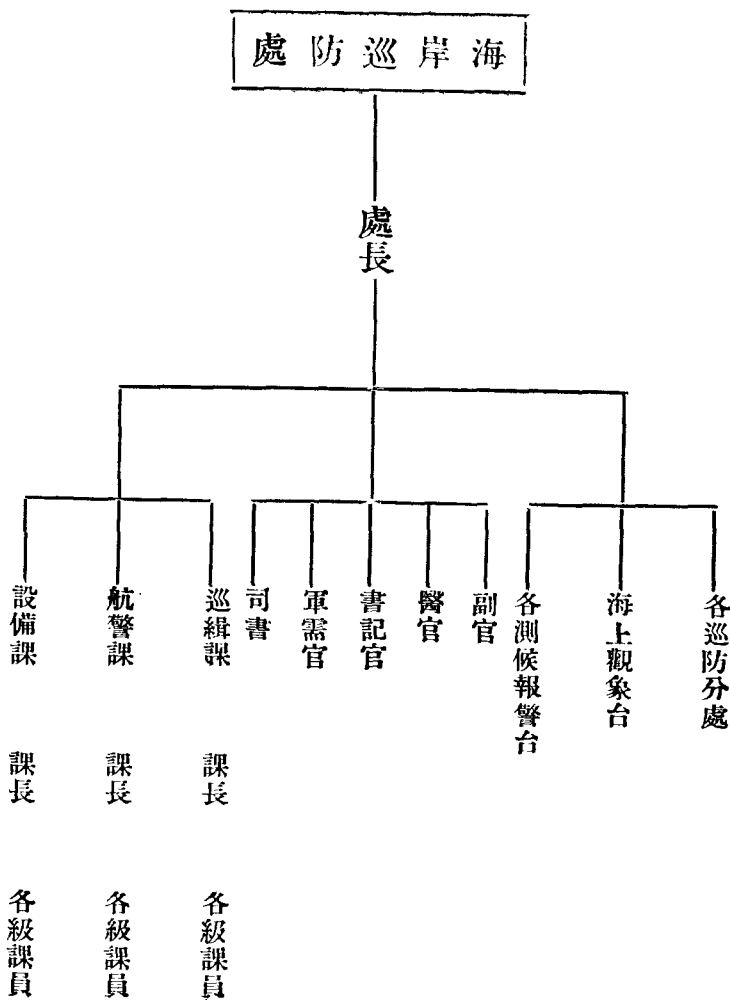 海岸巡防處
處長
各巡防分處
海上觀象台
各測候報警台
副官
醫官
書記官
軍需官
司書
巡緝課 課長 各級課員
航警課 課長 各級課員
設備課 課長 各級課員